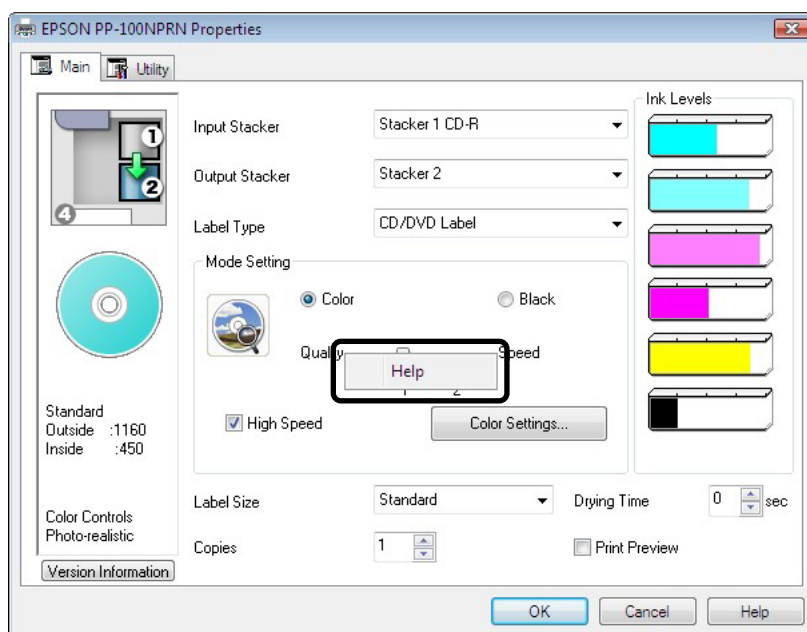 EPSON PP-100NPRN Properties
Main Utility
1
2
4
Standard
Outside :1160
Inside :450
Color Controls
Photo-realistic
Version Information
Input Stacker Stacker 1 CD-R
Output Stacker Stacker 2
Label Type CD/DVD Label
Mode Setting
Color Black
Speed
Help
1 2
High Speed Color Settings...
Label Size Standard Drying Time 0 sec
Copies 1 Print Preview
Ink Levels
OK Cancel Help